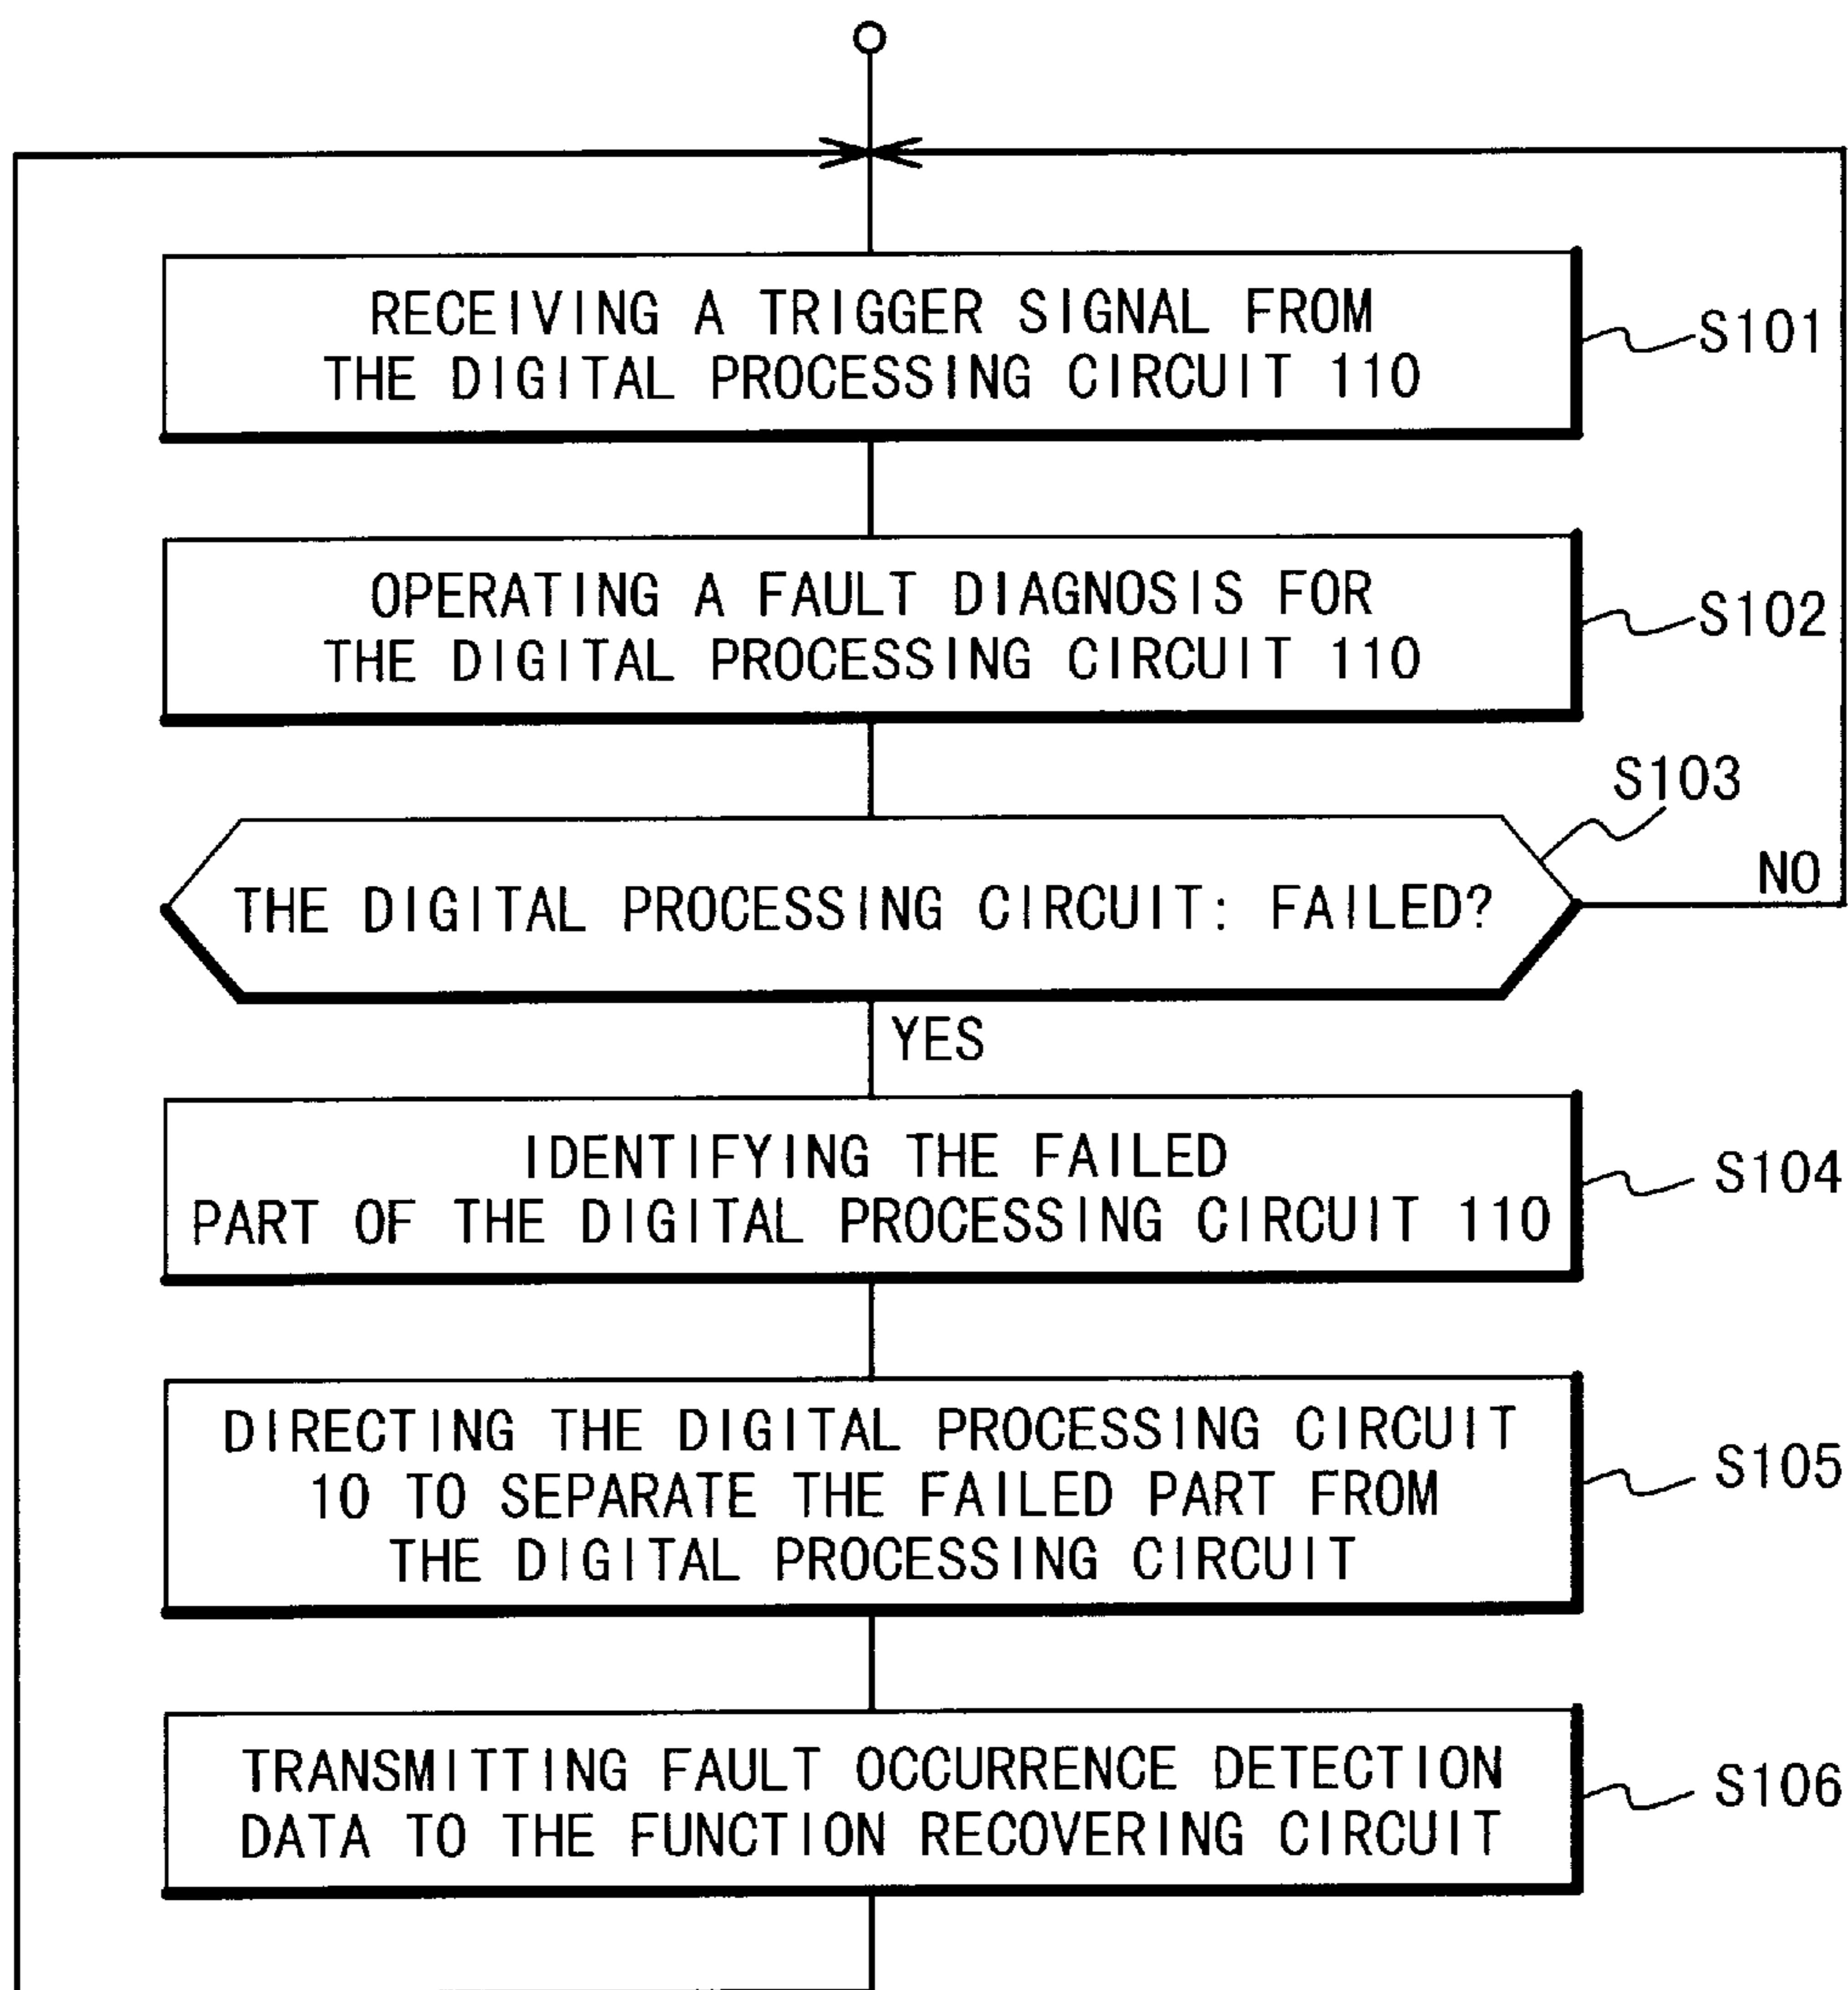 RECEIVING A TRIGGER SIGNAL FROM
THE DIGITAL PROCESSING CIRCUIT 110
S101
OPERATING A FAULT DIAGNOSIS FOR
THE DIGITAL PROCESSING CIRCUIT 110
S102
S103
THE DIGITAL PROCESSING CIRCUIT: FAILED?
NO
YES
IDENTIFYING THE FAILED
PART OF THE DIGITAL PROCESSING CIRCUIT 110
S104
DIRECTING THE DIGITAL PROCESSING CIRCUIT
10 TO SEPARATE THE FAILED PART FROM
THE DIGITAL PROCESSING CIRCUIT
S105
TRANSMITTING FAULT OCCURRENCE DETECTION
DATA TO THE FUNCTION RECOVERING CIRCUIT
S106